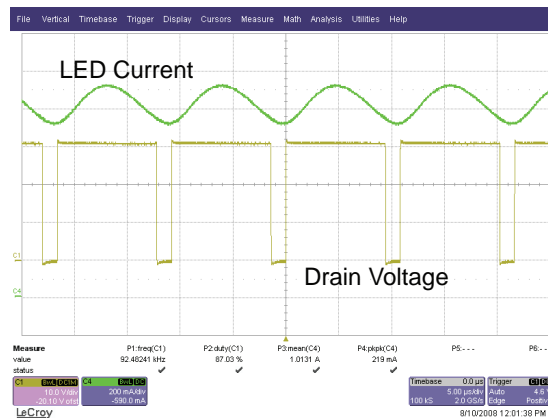 File Vertical Timebase Trigger Display Cursors Measure Math Analysis Utilities Help
LED Current
C1
Drain Voltage
C4
Measure P1:freq(C1) P2:duty(C1) P3:mean(C4) P4:pkpk(C4) P5:- - - P6:- -
value 92.48241 kHz 87.03 % 1.0131 A 219 mA
status ✔ ✔ ✔ ✔
C1 BwL DC1M C4 BwL DC Timebase 0.0 µs Trigger C1 DC
10.0 V/div 200 mA/div 5.00 µs/div Auto 4.6
-20.10 V ofst -590.0 mA 100 kS 2.0 GS/s Edge Positiv
LeCroy 8/10/2008 12:01:38 PM